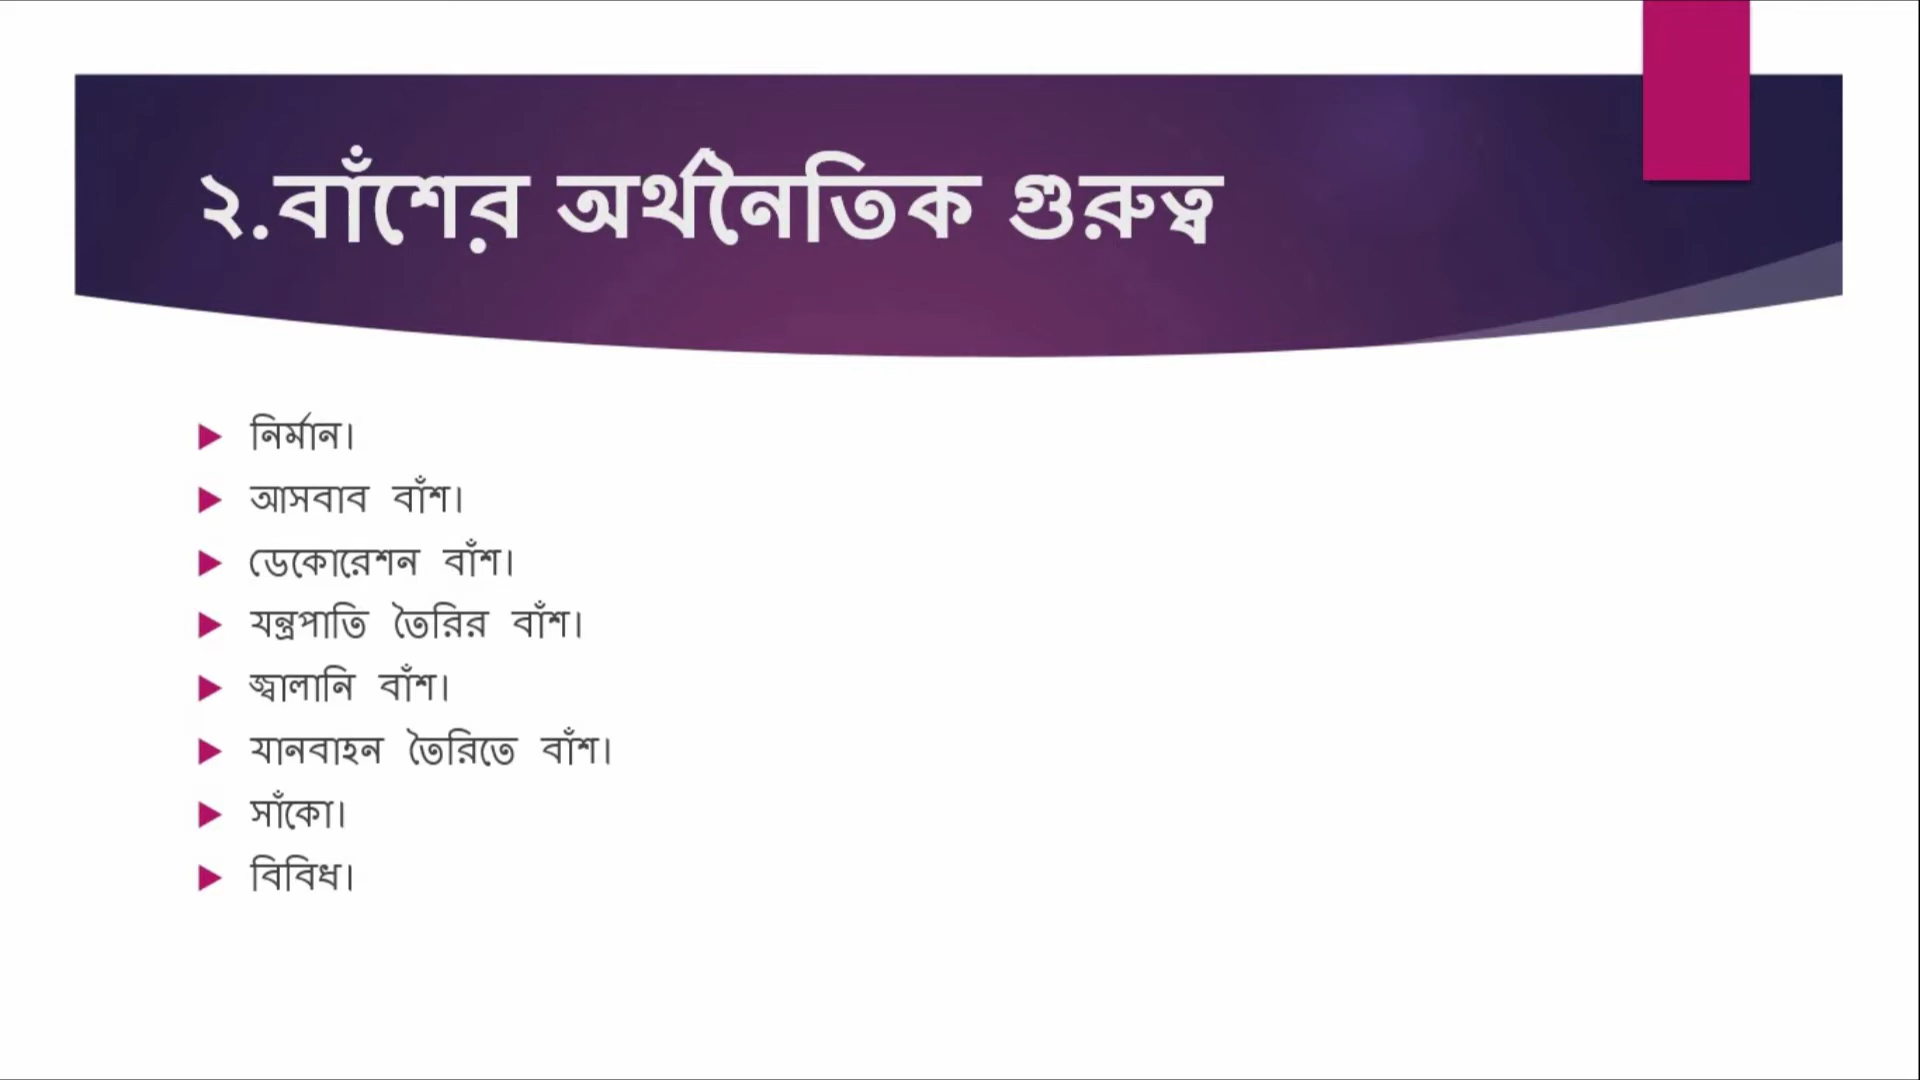 ২.বাঁশের অর্থনৈতিক গুরুত্ব
নির্মান।
আসবাব বাঁশ।
ডেকোরেশন বাঁশ।
যন্ত্রপাতি তৈরির বাঁশ।
জ্বালানি বাঁশ।
যানবাহন তৈরিতে বাঁশ।
সাঁকো।
বিবিধ।